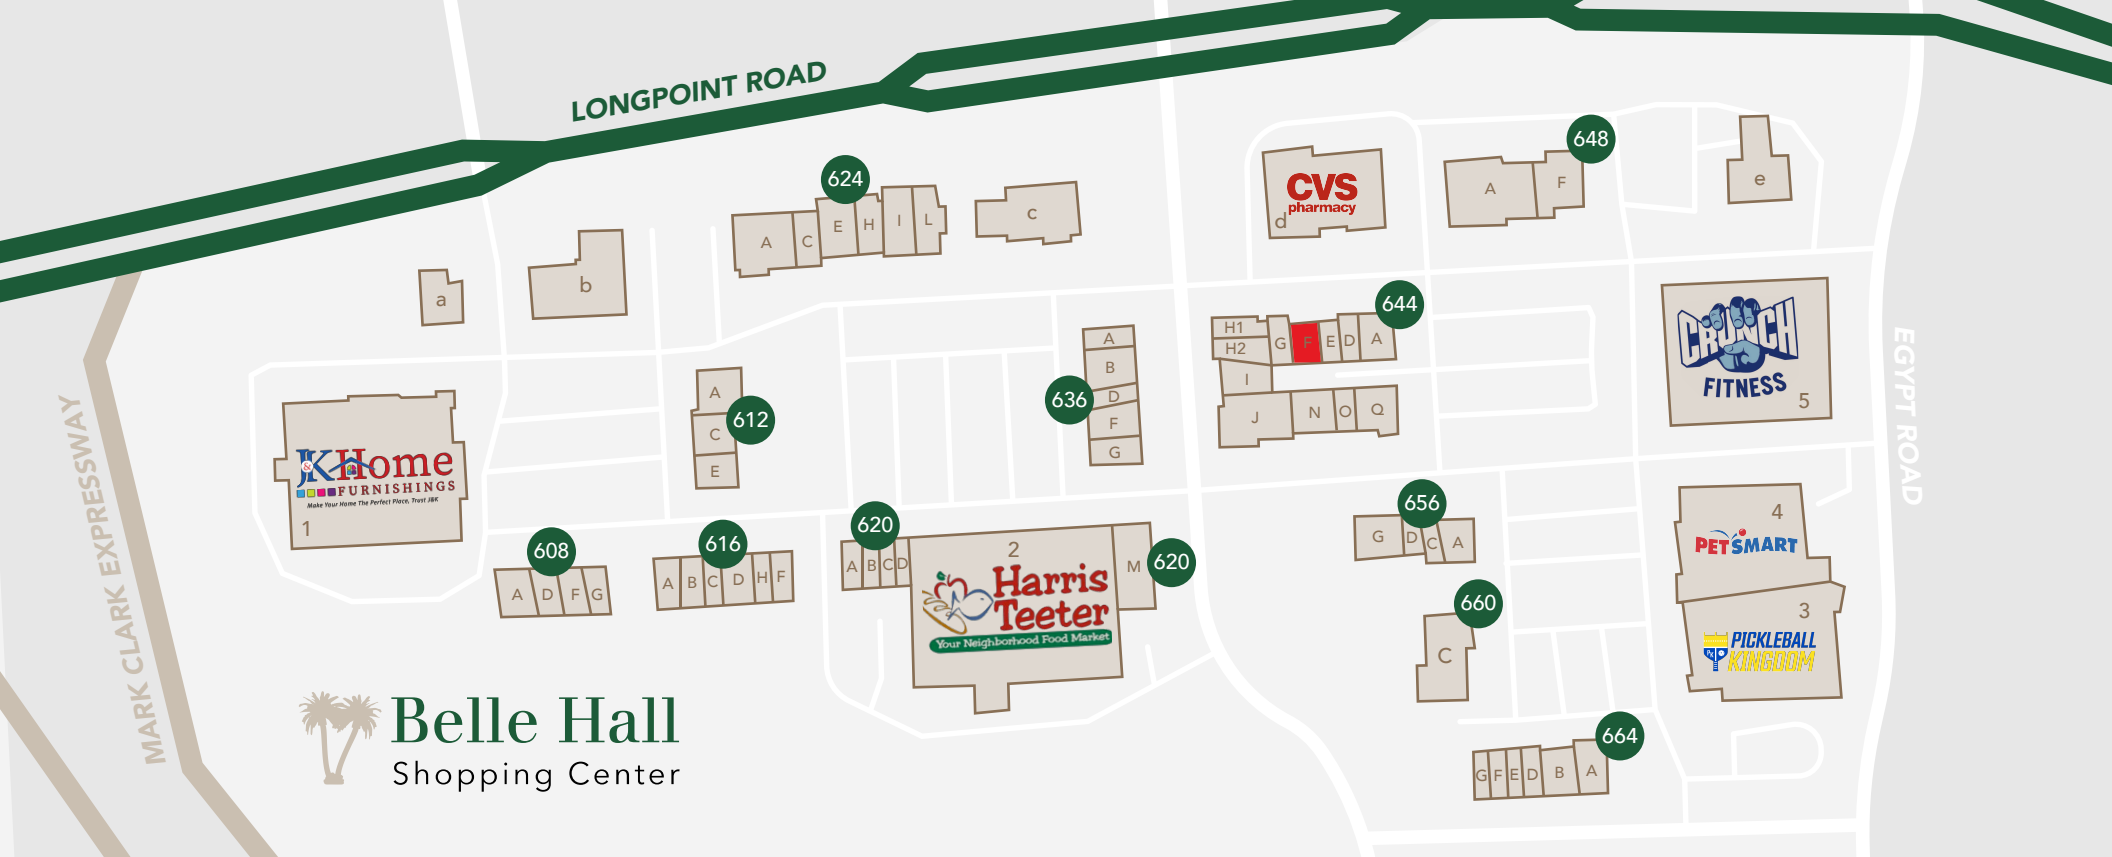 LONGPOINT ROAD
MARK CLARK EXPRESSWAY
EGYPT ROAD
a
b
624
A
C
E
H
I
L
c
CVS
pharmacy
d
648
A
F
e
644
H1
H2
G
F
E
D
A
I
J
N
O
Q
636
A
B
D
F
G
612
A
C
E
CRUNCH
FITNESS
5
J&K Home
FURNISHINGS
Make Your Home The Perfect Place, Trust J&K
1
608
A
D
F
G
616
A
B
C
D
H
F
620
A
B
C
D
2
Harris
Teeter
Your Neighborhood Food Market
M
620
656
G
D
C
A
660
C
4
PETSMART
3
PICKLEBALL
KINGDOM
PK
664
G
F
E
D
B
A
Belle Hall
Shopping Center